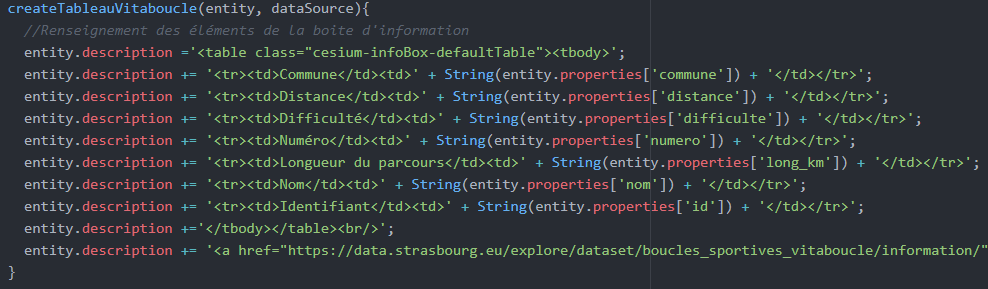 createTableauVitaboucle(entity, dataSource){
//Renseignement des éléments de la boite d'information
entity.description ='<table class="cesium-infoBox-defaultTable"><tbody>';
entity.description += '<tr><td>Commune</td><td>' + String(entity.properties['commune']) + '</td></tr>';
entity.description += '<tr><td>Distance</td><td>' + String(entity.properties['distance']) + '</td></tr>';
entity.description += '<tr><td>Difficulté</td><td>' + String(entity.properties['difficulte']) + '</td></tr>';
entity.description += '<tr><td>Numéro</td><td>' + String(entity.properties['numero']) + '</td></tr>';
entity.description += '<tr><td>Longueur du parcours</td><td>' + String(entity.properties['long_km']) + '</td></tr>';
entity.description += '<tr><td>Nom</td><td>' + String(entity.properties['nom']) + '</td></tr>';
entity.description += '<tr><td>Identifiant</td><td>' + String(entity.properties['id']) + '</td></tr>';
entity.description +='</tbody></table><br/>';
entity.description += '<a href="https://data.strasbourg.eu/explore/dataset/boucles_sportives_vitaboucle/information/"
}